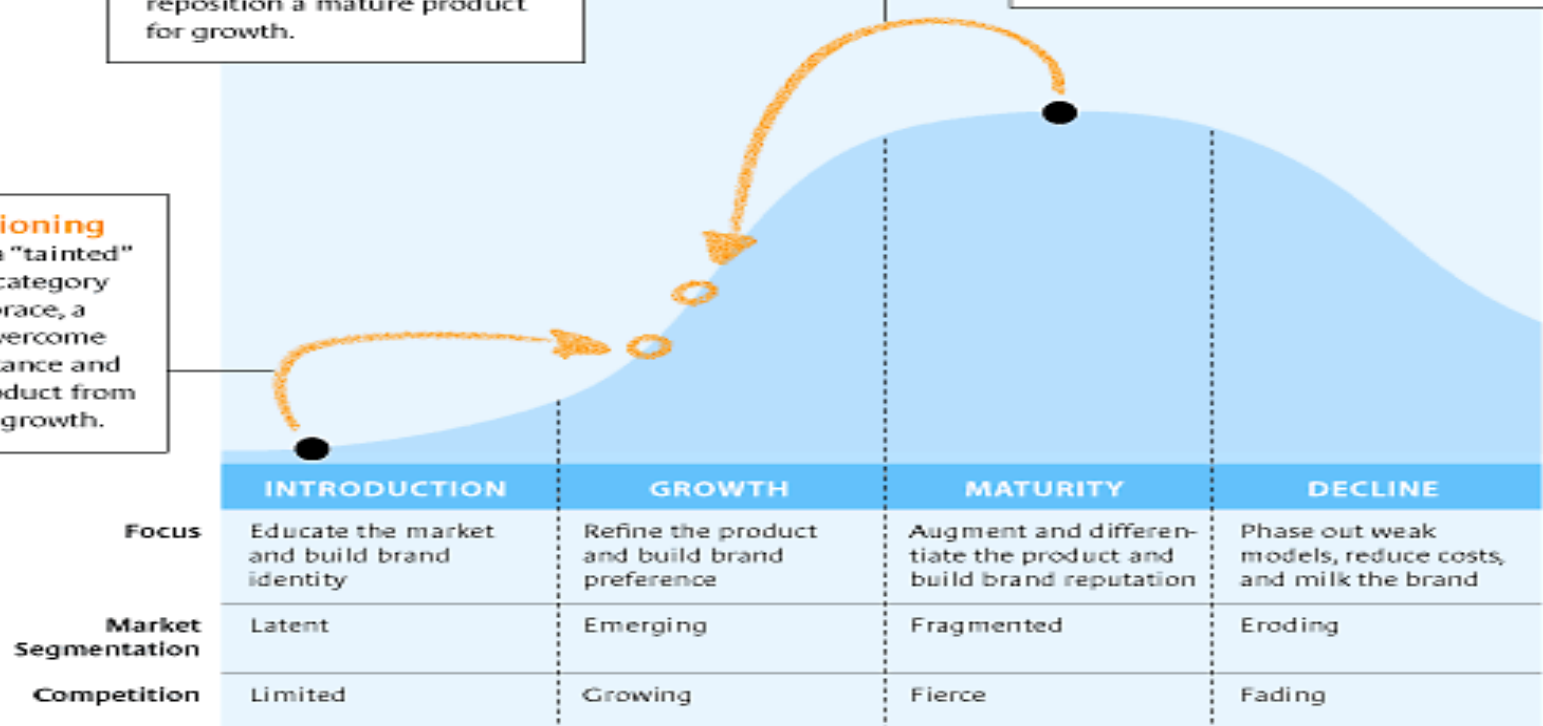 reposition a mature product
for growth.
ioning
"tainted"
category
race, a
vercome
tance and
duct from
growth.
INTRODUCTION GROWTH MATURITY DECLINE
Focus
Educate the market
and build brand
identity
Refine the product
and build brand
preference
Augment and differen-
tiate the product and
build brand reputation
Phase out weak
models, reduce costs,
and milk the brand
Market
Segmentation
Latent
Emerging
Fragmented
Eroding
Competition
Limited
Growing
Fierce
Fading